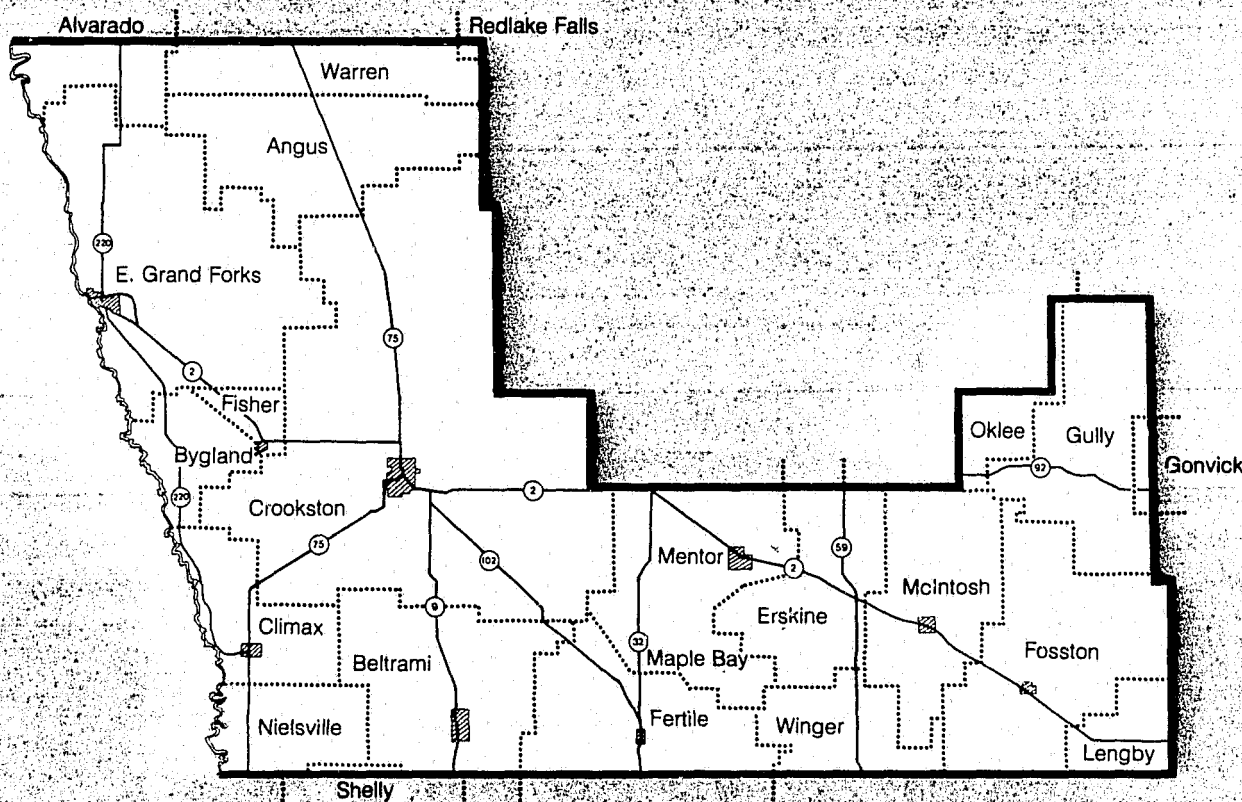 Alvarado
Redlake Falls
Warren
Angus
220
E. Grand Forks
75
2
Fisher
Oklee
Gully
Bygland
Gonvick
92
220
Crookston
2
75
59
102
Mentor
2
McIntosh
9
Erskine
Climax
32
Fosston
Beltrami
Maple Bay
Nielsville
Fertile
Winger
Lengby
Shelly